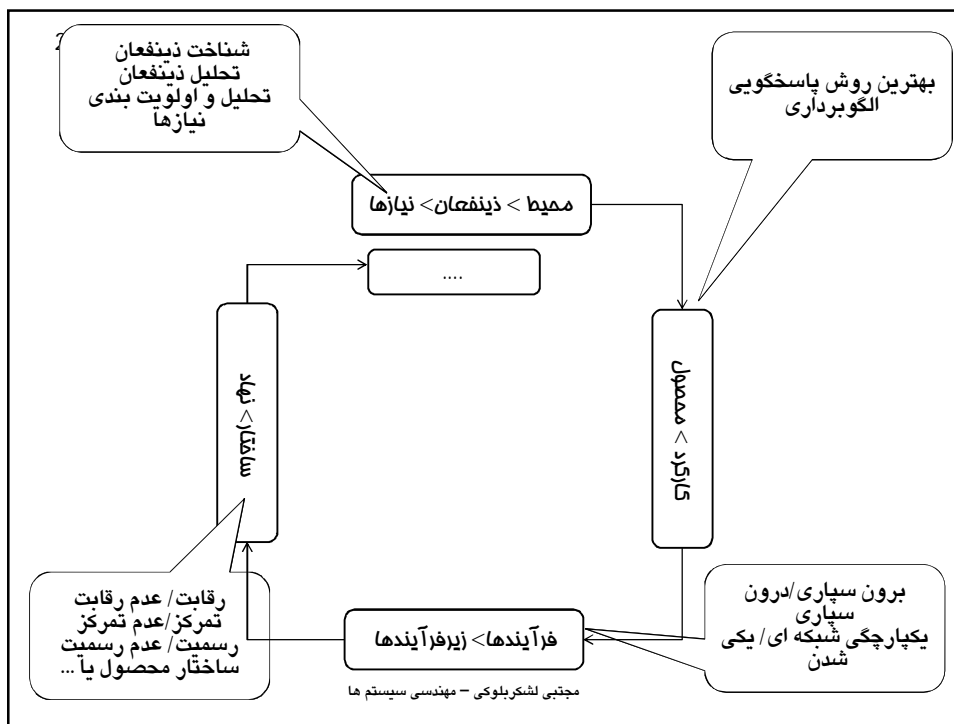 2
شناخت ذینفعان
تحلیل ذینفعان
تحلیل و اولویت بندی
نیازها
بهترین روش پاسخگویی
الگوبرداری
محیط > ذینفعان> نیازها
....
کارکرد > محصول
ساختار> نهاد
برون سپاری/درون
سپاری
یکپارچگی شبکه ای/ یکی
شدن
فرآیندها> زیرفرآیندها
رقابت/ عدم رقابت
تمرکز/عدم تمرکز
رسمیت/ عدم رسمیت
ساختار محصول یا ...
مجتبی لشکربلوکی – مهندسی سیستم ها